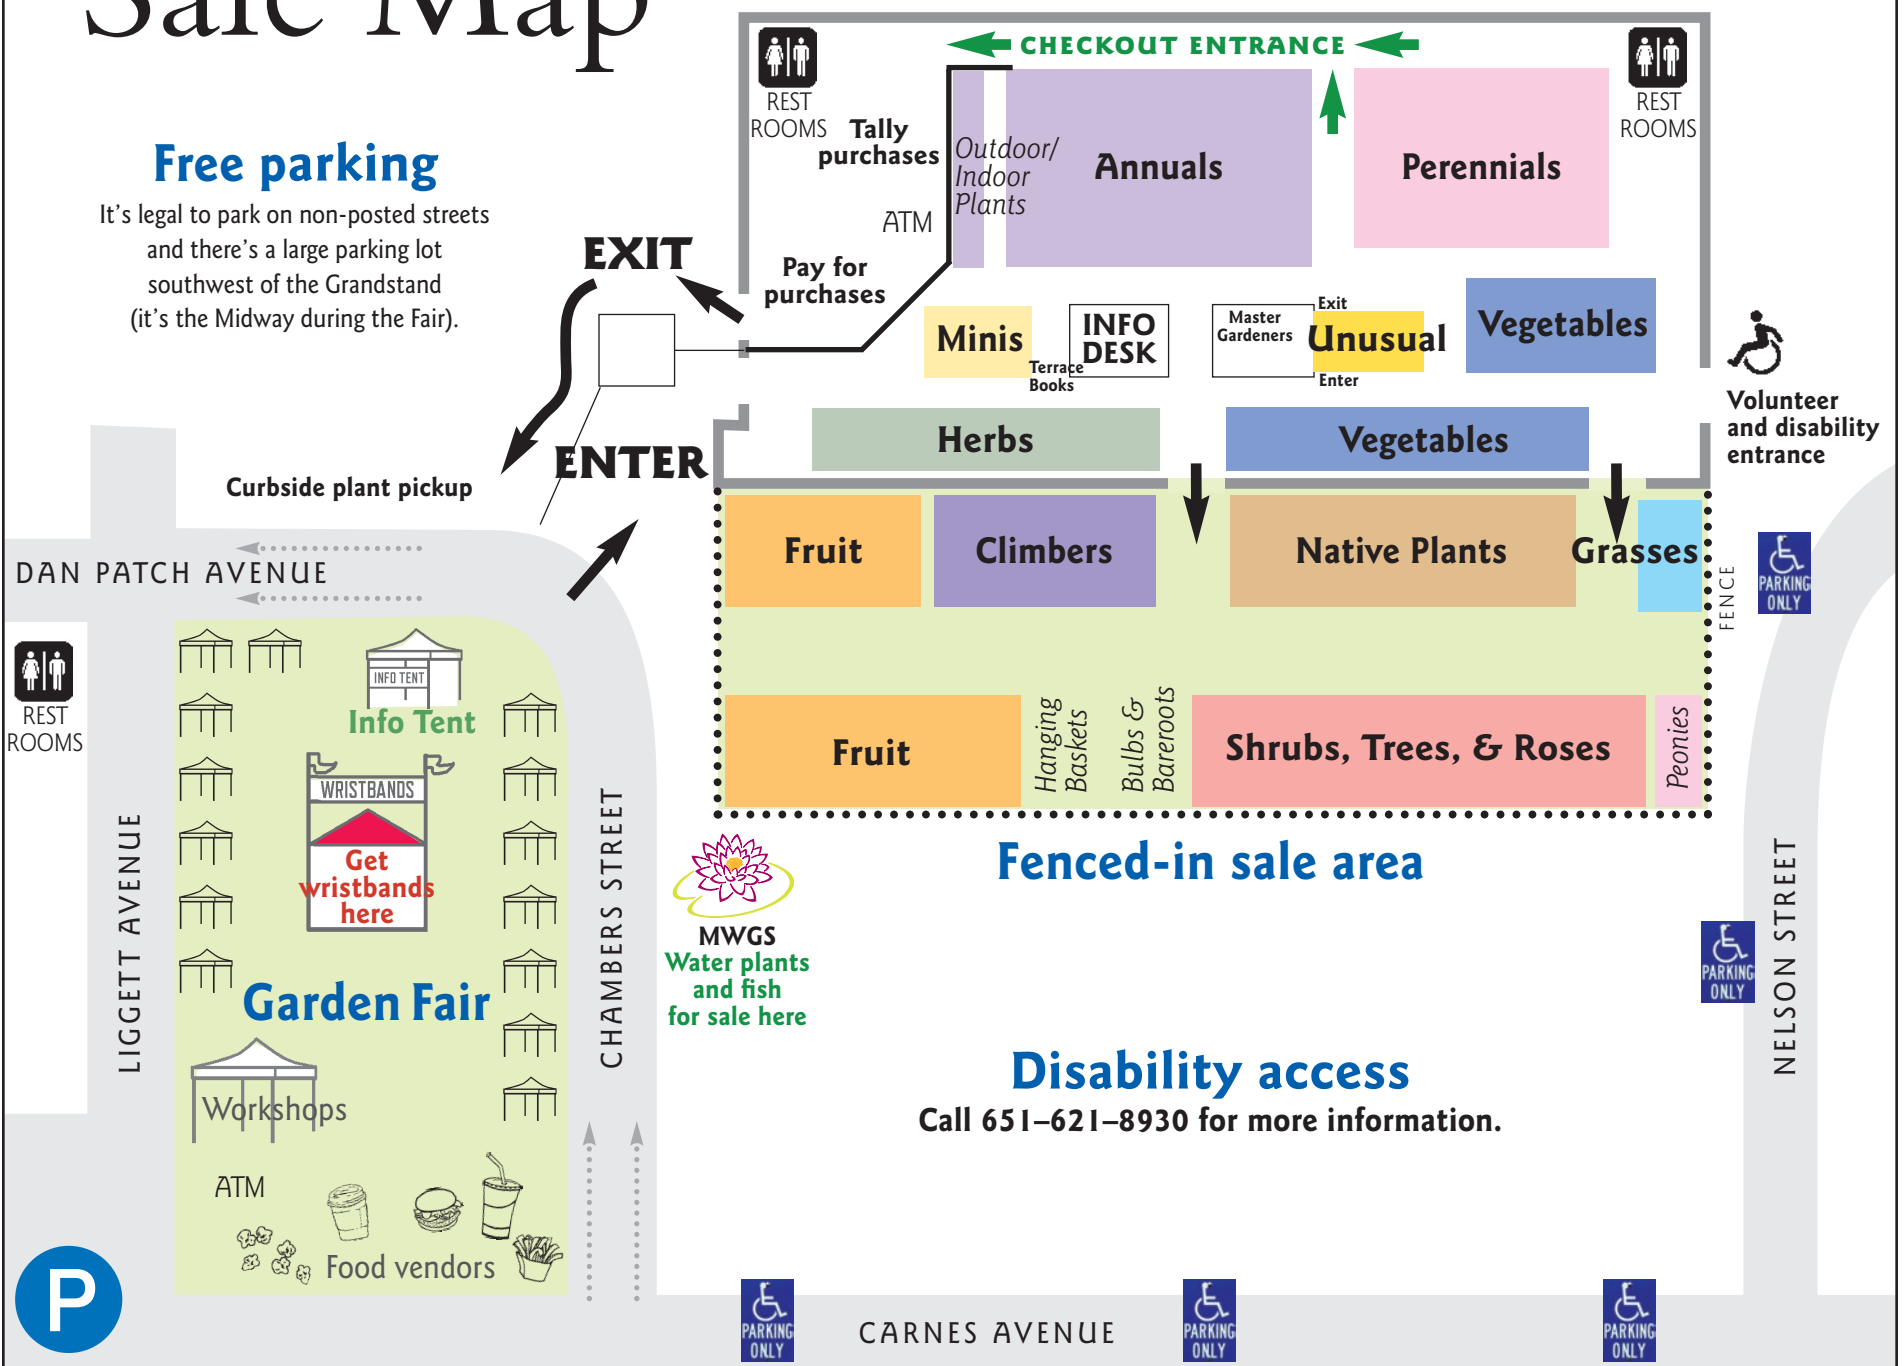 Sale Map
Free parking
It's legal to park on non-posted streets
and there's a large parking lot
southwest of the Grandstand
(it's the Midway during the Fair).
REST
ROOMS
CHECKOUT ENTRANCE
REST
ROOMS
Tally
purchases
Outdoor/
Indoor
Plants
Annuals
Perennials
ATM
EXIT
Pay for
purchases
Minis
Terrace
Books
INFO
DESK
Master
Gardeners
Exit
Unusual
Enter
Vegetables
Volunteer
and disability
entrance
Herbs
Vegetables
ENTER
Curbside plant pickup
Fruit
Climbers
Native Plants
Grasses
FENCE
PARKING
ONLY
DAN PATCH AVENUE
REST
ROOMS
INFO TENT
Info Tent
Fruit
Hanging
Baskets
Bulbs &
Bareroots
Shrubs, Trees, & Roses
Peonies
WRISTBANDS
Get
wristbands
here
LIGGETT AVENUE
CHAMBERS STREET
Fenced-in sale area
MWGS
Water plants
and fish
for sale here
PARKING
ONLY
NELSON STREET
Garden Fair
Workshops
Disability access
Call 651–621–8930 for more information.
ATM
Food vendors
P
PARKING
ONLY
CARNES AVENUE
PARKING
ONLY
PARKING
ONLY